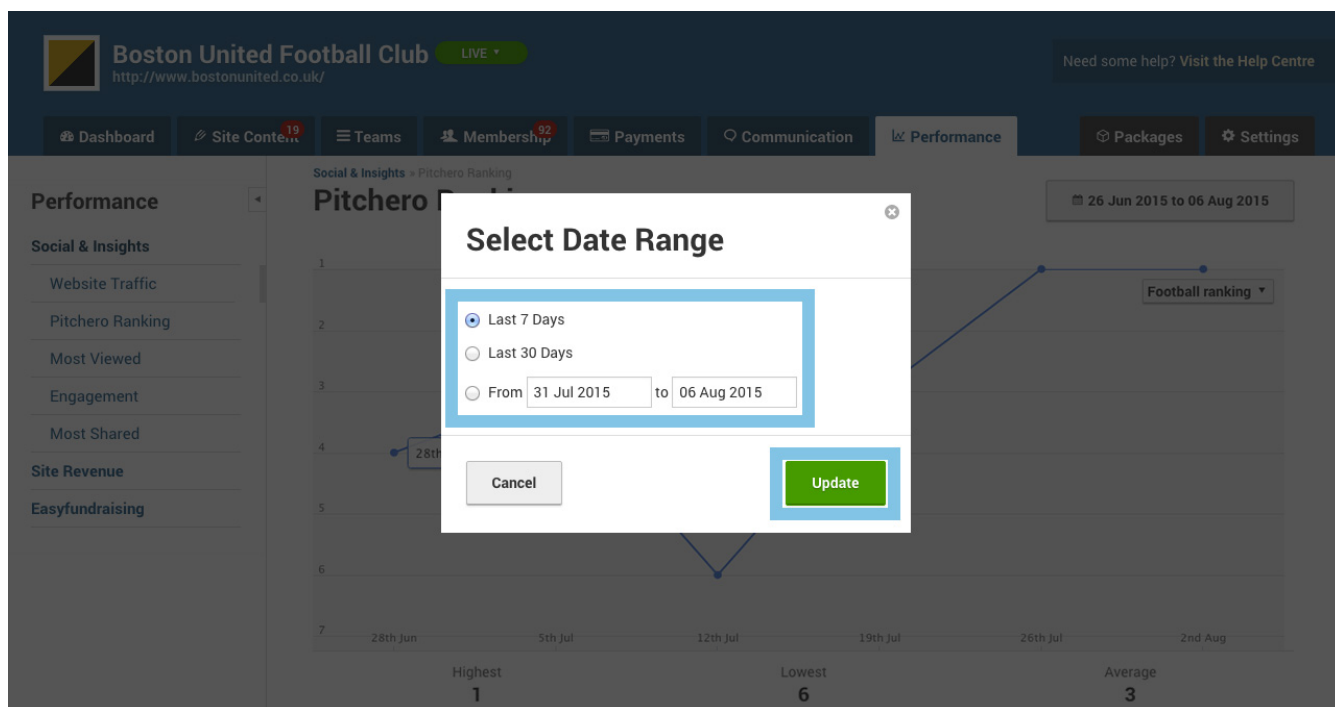 Boston United Football Club LIVE
http://www.bostonunited.co.uk/
Need some help? Visit the Help Centre
Dashboard Site Content 19 Teams Membership 92 Payments Communication Performance Packages Settings
Performance
Social & Insights
Website Traffic
Pitchero Ranking
Most Viewed
Engagement
Most Shared
Site Revenue
Easyfundraising
Social & Insights » Pitchero Ranking
Pitchero
26 Jun 2015 to 06 Aug 2015
Football ranking
Select Date Range
Last 7 Days
Last 30 Days
From 31 Jul 2015 to 06 Aug 2015
Cancel Update
1
2
3
4
28th
5
6
7
28th Jun 5th Jul 12th Jul 19th Jul 26th Jul 2nd Aug
Highest Lowest Average
1 6 3